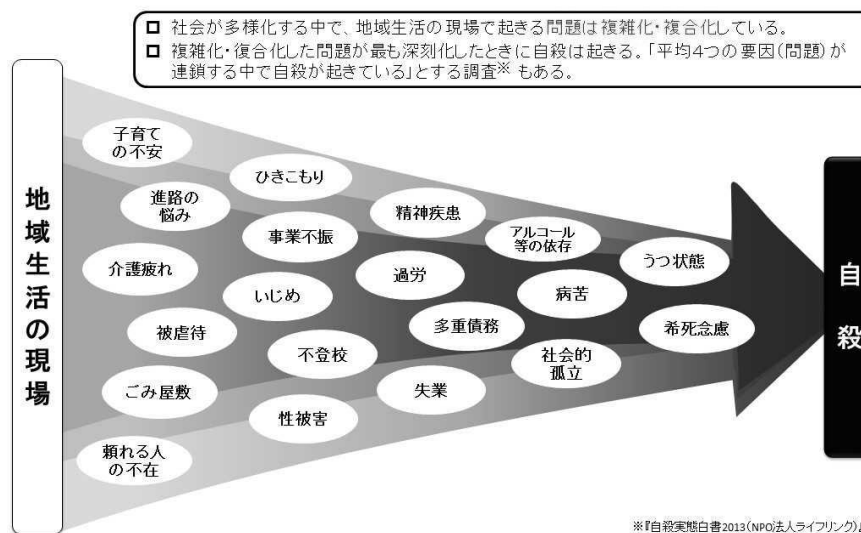 □ 社会が多様化する中で、地域生活の現場で起きる問題は複雑化・複合化している。
□ 複雑化・復合化した問題が最も深刻化したときに自殺は起きる。「平均4つの要因(問題)が
連鎖する中で自殺が起きている」とする調査※ もある。
地域生活の現場
子育て
の不安
ひきこもり
進路の
悩み
精神疾患
事業不振
アルコール
等の依存
うつ状態
介護疲れ
過労
いじめ
病苦
被虐待
多重債務
希死念慮
不登校
社会的
孤立
ごみ屋敷
失業
性被害
頼れる人
の不在
自殺
※『自殺実態白書2013(NPO法人ライフリンク)』